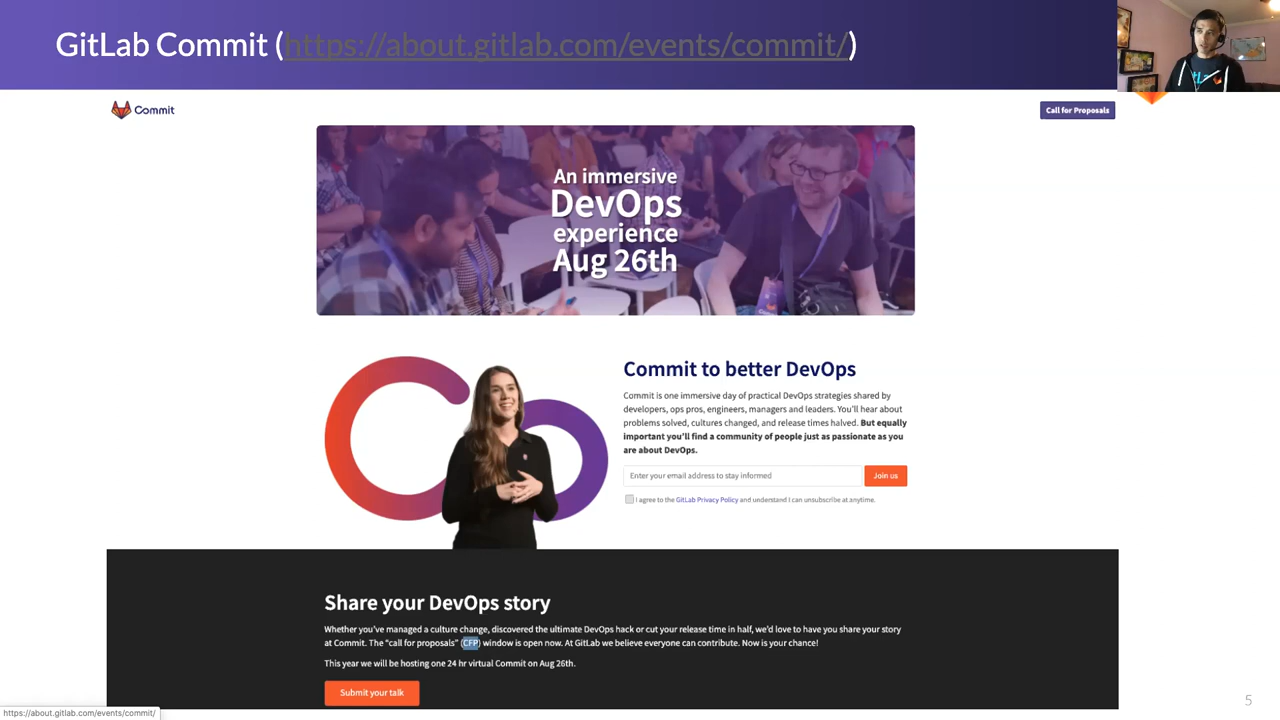 GitLab Commit (https://about.gitlab.com/events/commit/)
Commit
Call for Proposals
An immersive
DevOps
experience
Aug 26th
Commit to better DevOps
Commit is one immersive day of practical DevOps strategies shared by
developers, ops pros, engineers, managers and leaders. You'll hear about
problems solved, cultures changed, and release times halved. But equally
important you'll find a community of people just as passionate as you
are about DevOps.
Enter your email address to stay informed
Join us
I agree to the GitLab Privacy Policy and understand I can unsubscribe at anytime.
Share your DevOps story
Whether you've managed a culture change, discovered the ultimate DevOps hack or cut your release time in half, we'd love to have you share your story
at Commit. The "call for proposals" (CFP) window is open now. At GitLab we believe everyone can contribute. Now is your chance!
This year we will be hosting one 24 hr virtual Commit on Aug 26th.
Submit your talk
https://about.gitlab.com/events/commit/
5